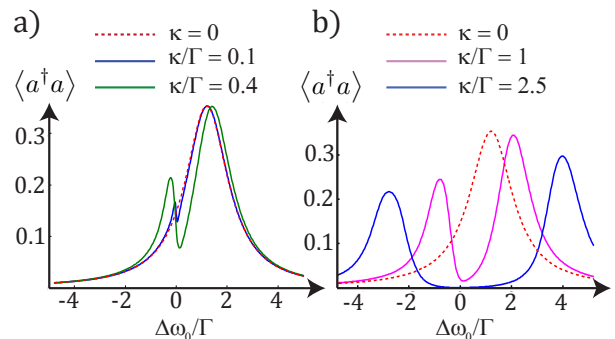 a)
κ = 0
κ/Γ = 0.1
κ/Γ = 0.4
⟨a†a⟩
0.3
0.2
0.1
-4 -2 0 2 4
Δω₀/Γ
b)
κ = 0
κ/Γ = 1
κ/Γ = 2.5
⟨a†a⟩
0.3
0.2
0.1
-4 -2 0 2 4
Δω₀/Γ